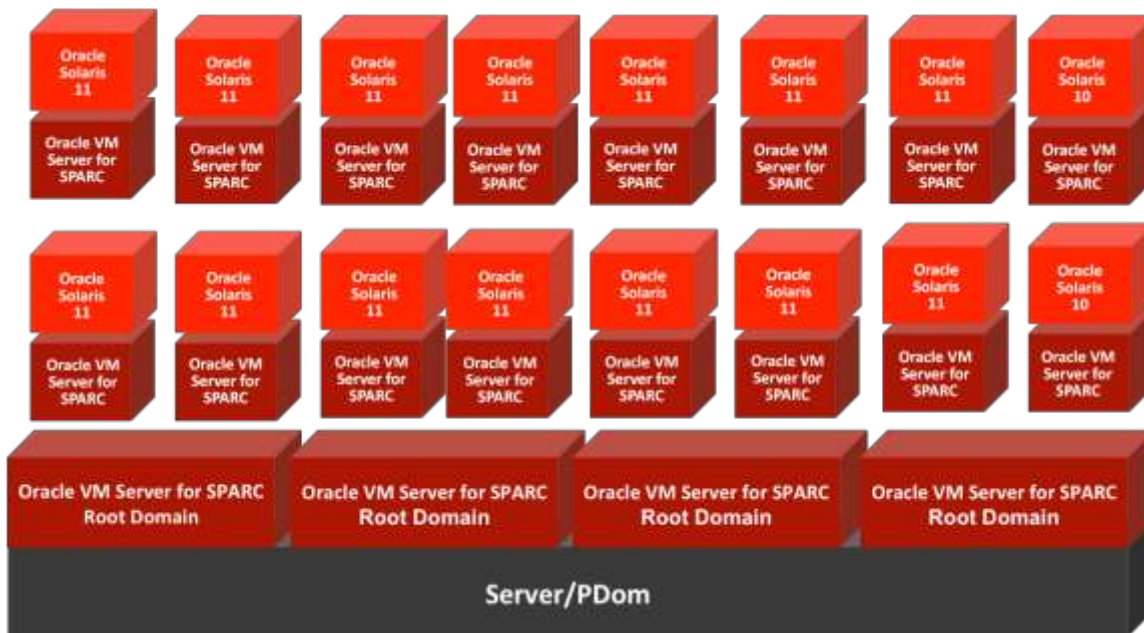 Oracle
Solaris
11
Oracle
Solaris
11
Oracle
Solaris
11
Oracle
Solaris
11
Oracle
Solaris
11
Oracle
Solaris
11
Oracle
Solaris
11
Oracle
Solaris
10
Oracle VM
Server for
SPARC
Oracle VM
Server for
SPARC
Oracle VM
Server for
SPARC
Oracle VM
Server for
SPARC
Oracle VM
Server for
SPARC
Oracle VM
Server for
SPARC
Oracle VM
Server for
SPARC
Oracle VM
Server for
SPARC
Oracle
Solaris
11
Oracle
Solaris
11
Oracle
Solaris
11
Oracle
Solaris
11
Oracle
Solaris
11
Oracle
Solaris
11
Oracle
Solaris
11
Oracle
Solaris
10
Oracle VM
Server for
SPARC
Oracle VM
Server for
SPARC
Oracle VM
Server for
SPARC
Oracle VM
Server for
SPARC
Oracle VM
Server for
SPARC
Oracle VM
Server for
SPARC
Oracle VM
Server for
SPARC
Oracle VM
Server for
SPARC
Oracle VM Server for SPARC
Root Domain
Oracle VM Server for SPARC
Root Domain
Oracle VM Server for SPARC
Root Domain
Oracle VM Server for SPARC
Root Domain
Server/PDom